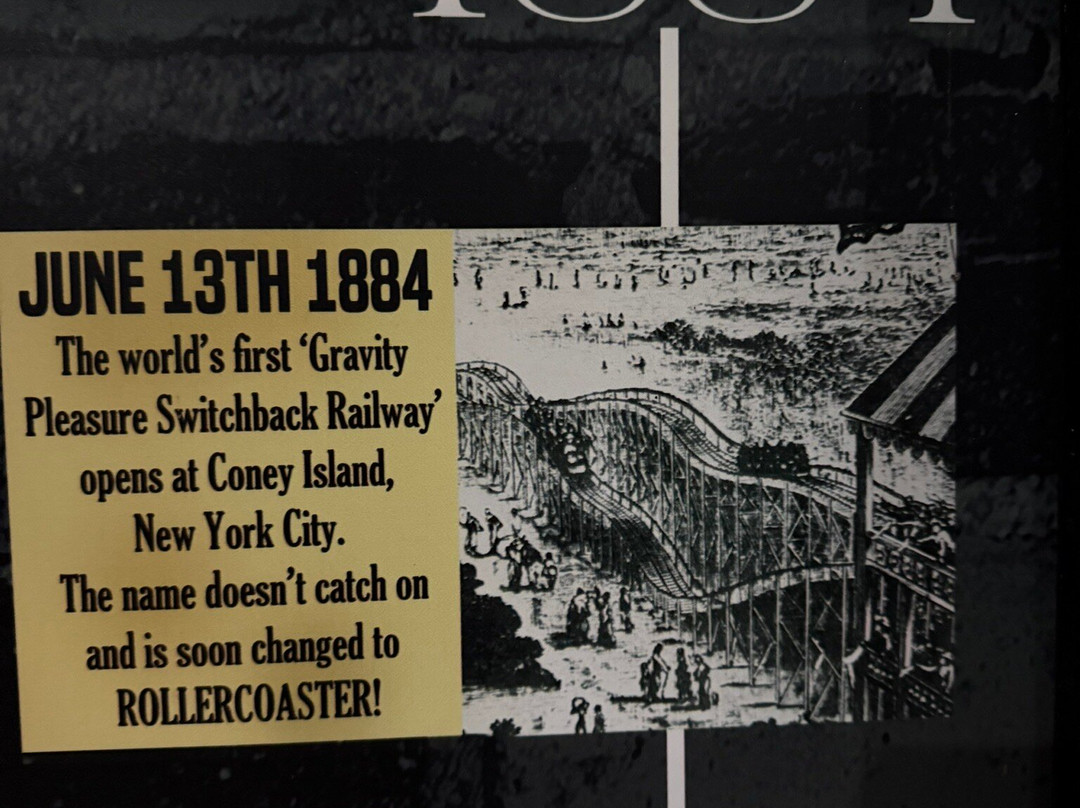 1884
JUNE 13TH 1884
The world's first ‘Gravity
Pleasure Switchback Railway’
opens at Coney Island,
New York City.
The name doesn't catch on
and is soon changed to
ROLLERCOASTER!